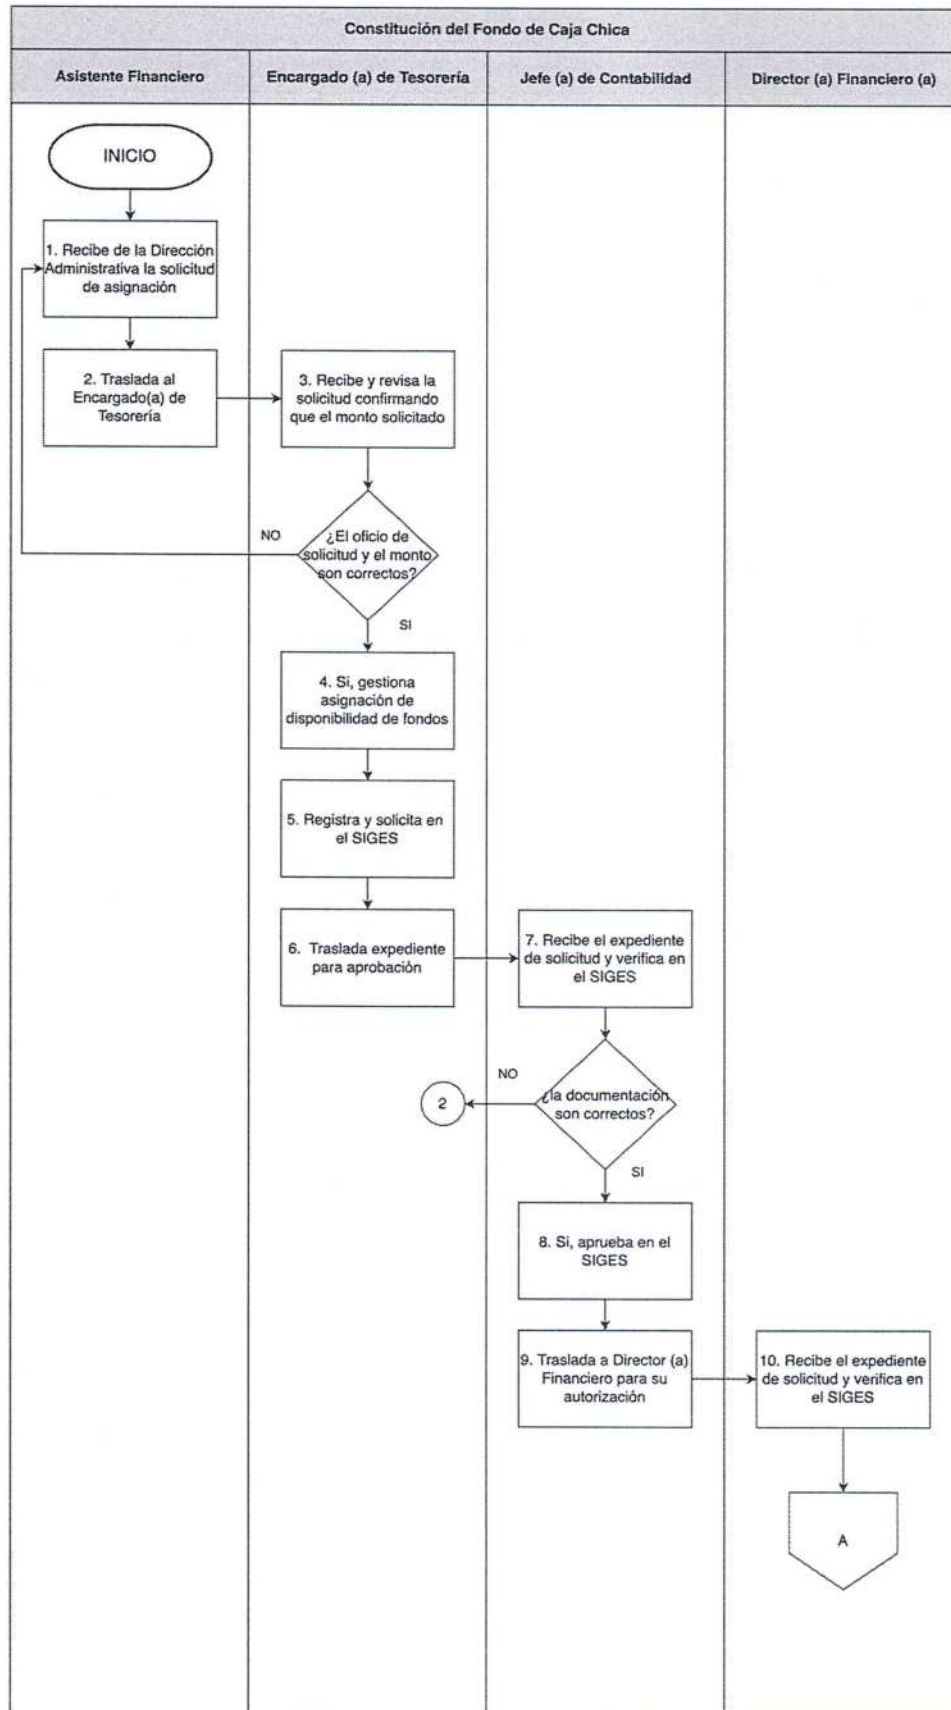 Constitución del Fondo de Caja Chica
Asistente Financiero
Encargado (a) de Tesorería
Jefe (a) de Contabilidad
Director (a) Financiero (a)
INICIO
1. Recibe de la Dirección
Administrativa la solicitud
de asignación
2. Traslada al
Encargado(a) de
Tesorería
3. Recibe y revisa la
solicitud confirmando
que el monto solicitado
¿El oficio de
solicitud y el monto
son correctos?
NO
SI
4. Si, gestiona
asignación de
disponibilidad de fondos
5. Registra y solicita en
el SIGES
6. Traslada expediente
para aprobación
7. Recibe el expediente
de solicitud y verifica en
el SIGES
¿la documentación
son correctos?
NO
2
SI
8. Si, aprueba en el
SIGES
9. Traslada a Director (a)
Financiero para su
autorización
10. Recibe el expediente
de solicitud y verifica en
el SIGES
A